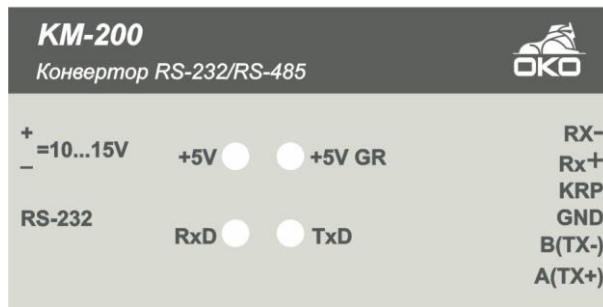 KM-200
Конвертор RS-232/RS-485
ОКО
+
– =10...15V
+5V
+5V GR
RS-232
RxD
TxD
RX-
Rx+
KRP
GND
B(TX-)
A(TX+)